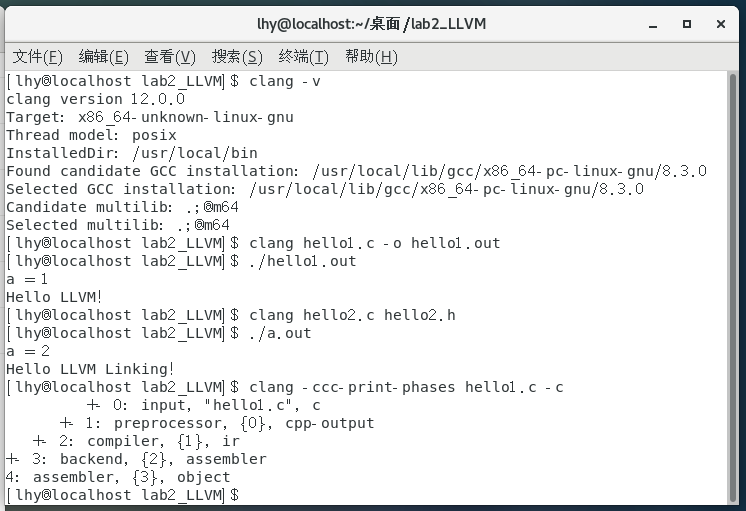 lhy@localhost:~/桌面/lab2_LLVM
文件(F) 编辑(E) 查看(V) 搜索(S) 终端(T) 帮助(H)
[lhy@localhost lab2_LLVM]$ clang -v
clang version 12.0.0
Target: x86_64-unknown-linux-gnu
Thread model: posix
InstalledDir: /usr/local/bin
Found candidate GCC installation: /usr/local/lib/gcc/x86_64-pc-linux-gnu/8.3.0
Selected GCC installation: /usr/local/lib/gcc/x86_64-pc-linux-gnu/8.3.0
Candidate multilib: .;@m64
Selected multilib: .;@m64
[lhy@localhost lab2_LLVM]$ clang hello1.c -o hello1.out
[lhy@localhost lab2_LLVM]$ ./hello1.out
a = 1
Hello LLVM!
[lhy@localhost lab2_LLVM]$ clang hello2.c hello2.h
[lhy@localhost lab2_LLVM]$ ./a.out
a = 2
Hello LLVM Linking!
[lhy@localhost lab2_LLVM]$ clang -ccc-print-phases hello1.c -c
         +- 0: input, "hello1.c", c
      +- 1: preprocessor, {0}, cpp-output
   +- 2: compiler, {1}, ir
+- 3: backend, {2}, assembler
4: assembler, {3}, object
[lhy@localhost lab2_LLVM]$